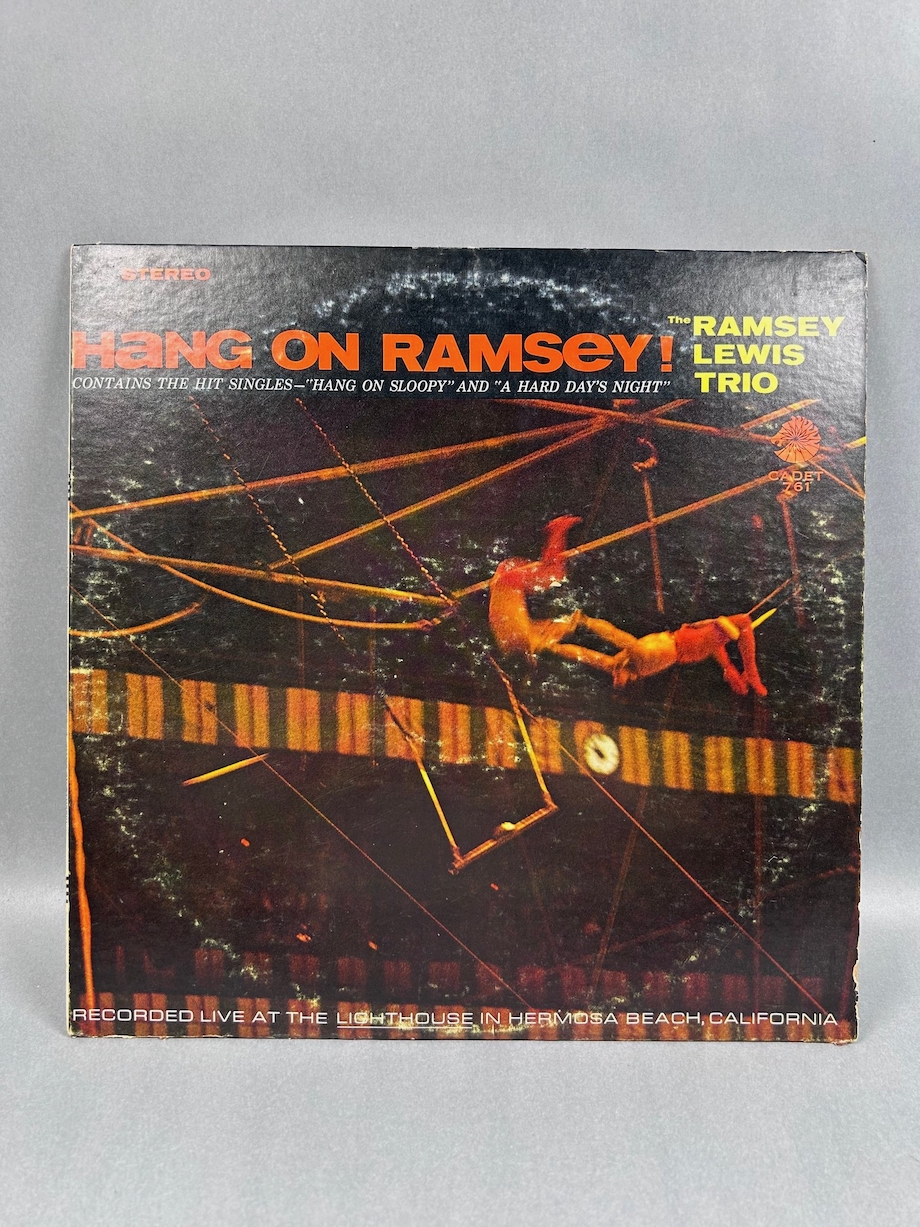 STEREO
HANG ON RAMSEY!
The RAMSEY
LEWIS
TRIO
CONTAINS THE HIT SINGLES—"HANG ON SLOOPY" AND "A HARD DAY'S NIGHT"
CADET
761
RECORDED LIVE AT THE LIGHTHOUSE IN HERMOSA BEACH, CALIFORNIA